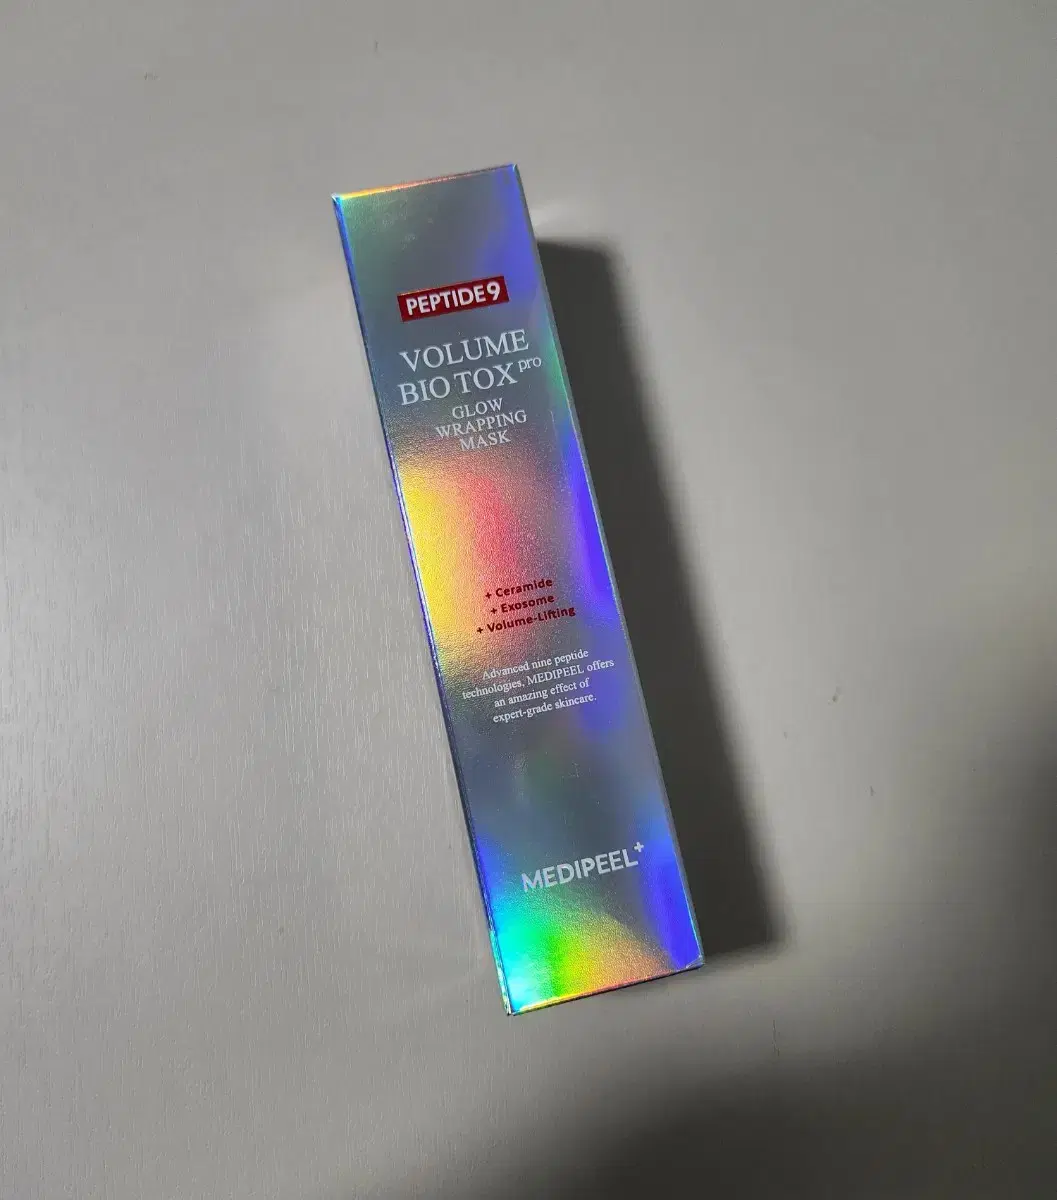 PEPTIDE9
VOLUME
BIO TOX pro
GLOW
WRAPPING
MASK
+ Ceramide
+ Exosome
+ Volume-Lifting
Advanced nine peptide
technologies, MEDIPEEL offers
an amazing effect of
expert-grade skincare.
MEDIPEEL+